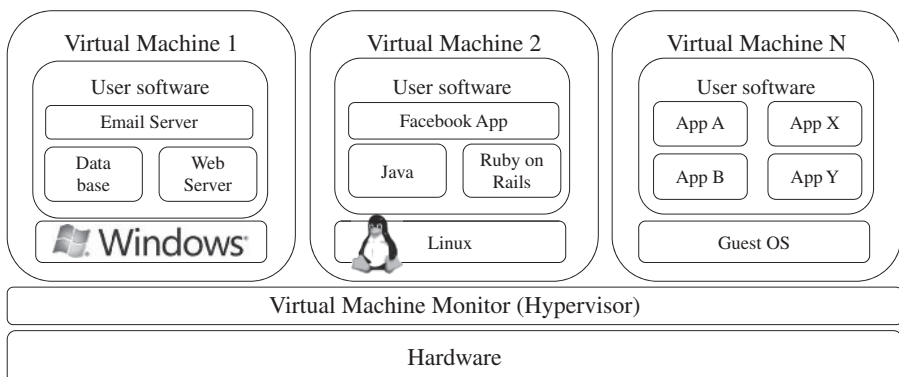 Virtual Machine 1
User software
Email Server
Data
base
Web
Server
Windows
Virtual Machine 2
User software
Facebook App
Java
Ruby on
Rails
Linux
Virtual Machine N
User software
App A
App X
App B
App Y
Guest OS
Virtual Machine Monitor (Hypervisor)
Hardware